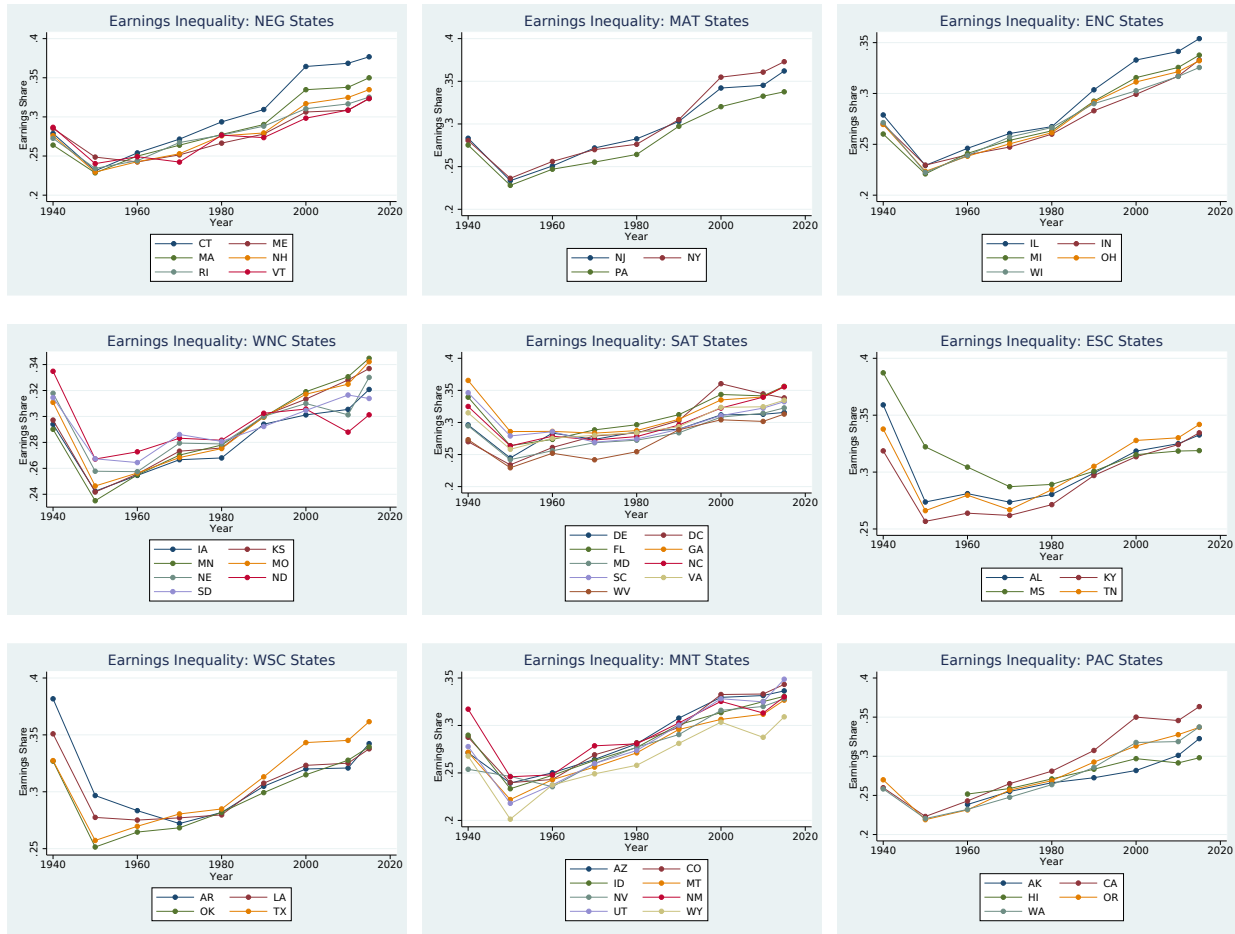 Earnings Inequality: NEG States
Earnings Share
.2 .25 .3 .35 .4
1940 1960 1980 2000 2020
Year
CT ME
MA NH
RI VT
Earnings Inequality: MAT States
Earnings Share
.2 .25 .3 .35 .4
1940 1960 1980 2000 2020
Year
NJ NY
PA
Earnings Inequality: ENC States
Earnings Share
.2 .25 .3 .35
1940 1960 1980 2000 2020
Year
IL IN
MI OH
WI
Earnings Inequality: WNC States
Earnings Share
.24 .26 .28 .3 .32 .34
1940 1960 1980 2000 2020
Year
IA KS
MN MO
NE ND
SD
Earnings Inequality: SAT States
Earnings Share
.2 .25 .3 .35 .4
1940 1960 1980 2000 2020
Year
DE DC
FL GA
MD NC
SC VA
WV
Earnings Inequality: ESC States
Earnings Share
.25 .3 .35 .4
1940 1960 1980 2000 2020
Year
AL KY
MS TN
Earnings Inequality: WSC States
Earnings Share
.25 .3 .35 .4
1940 1960 1980 2000 2020
Year
AR LA
OK TX
Earnings Inequality: MNT States
Earnings Share
.2 .25 .3 .35
1940 1960 1980 2000 2020
Year
AZ CO
ID MT
NV NM
UT WY
Earnings Inequality: PAC States
Earnings Share
.2 .25 .3 .35 .4
1940 1960 1980 2000 2020
Year
AK CA
HI OR
WA